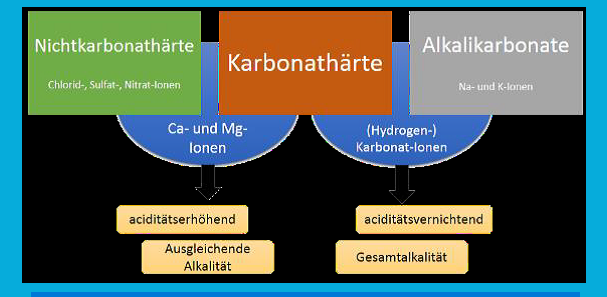 Nichtkarbonathärte
Chlorid-, Sulfat-, Nitrat-Ionen
Karbonathärte
Alkalikarbonate
Na- und K-Ionen
Ca- und Mg-
Ionen
(Hydrogen-)
Karbonat-Ionen
aciditätserhöhend
Ausgleichende
Alkalität
aciditätsvernichtend
Gesamtalkalität